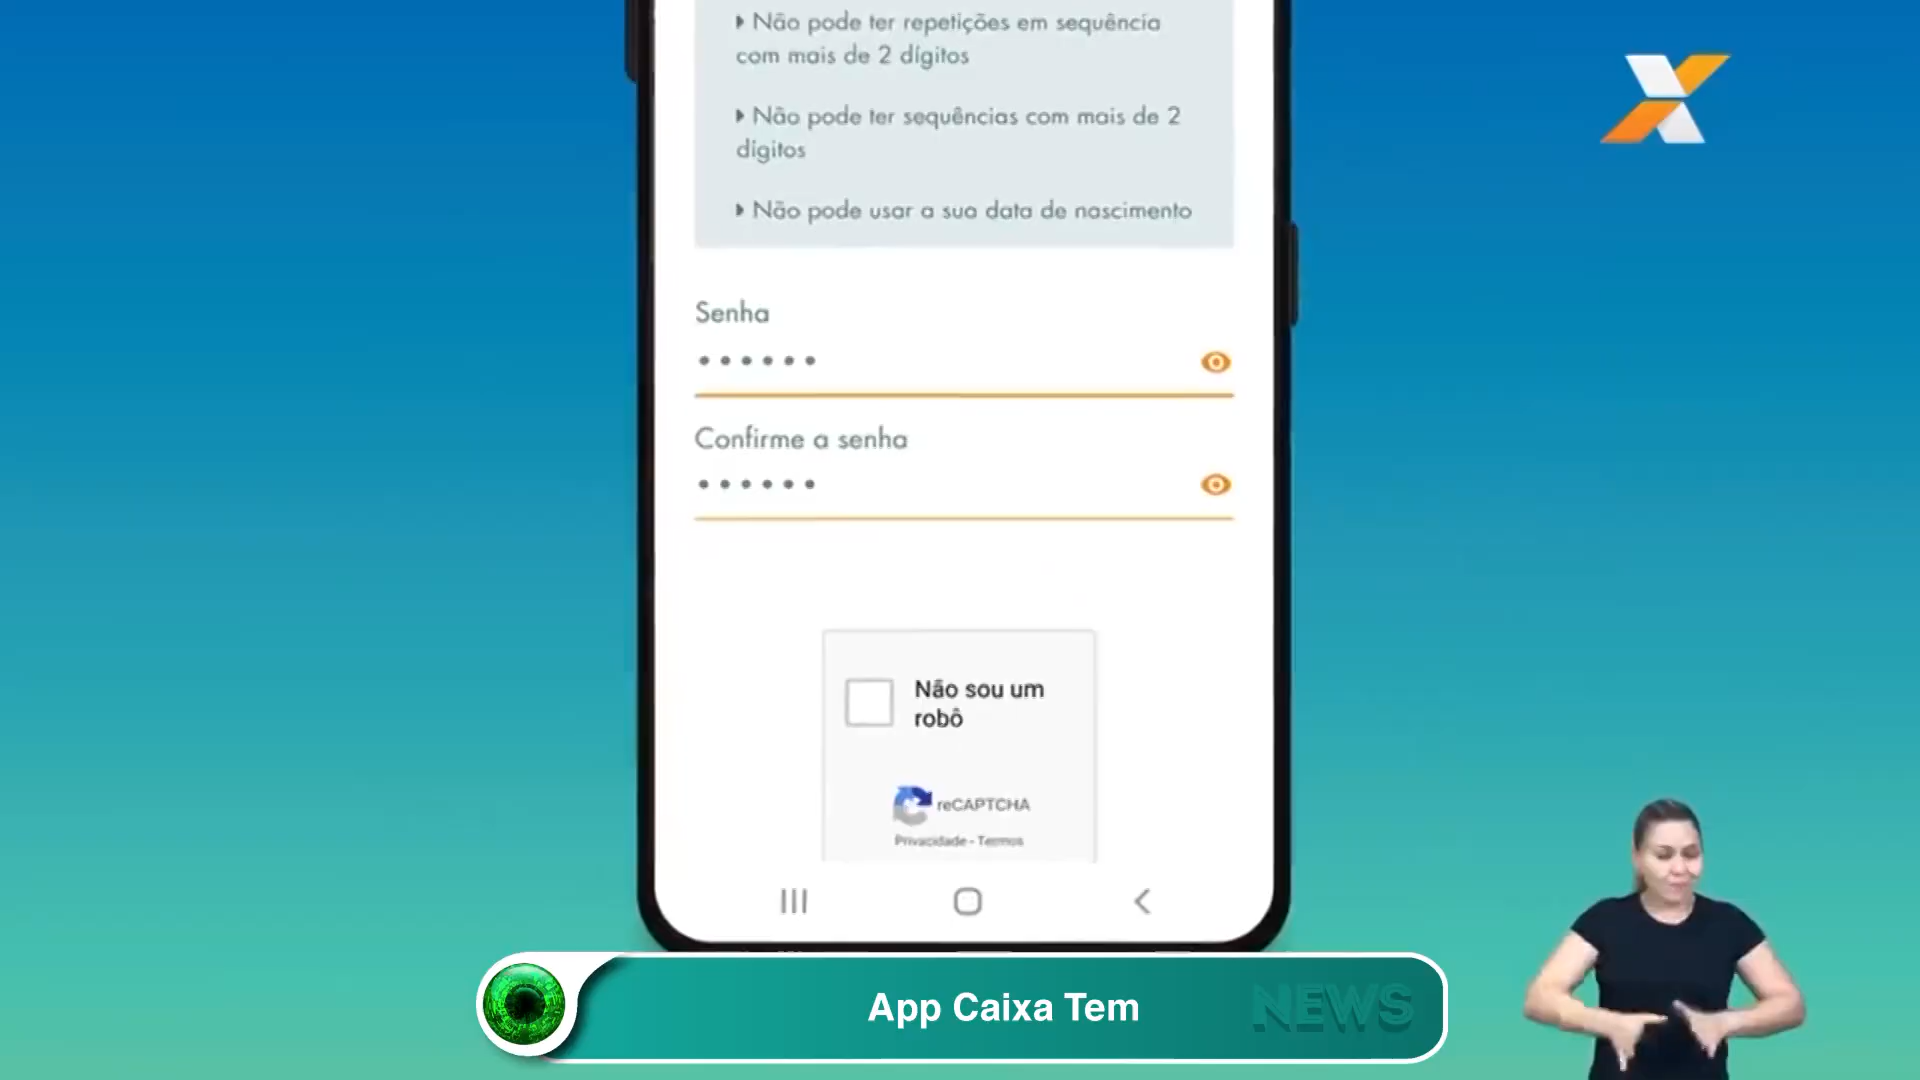 Não pode ter repetições em sequência
com mais de 2 dígitos
Não pode ter sequências com mais de 2
dígitos
Não pode usar a sua data de nascimento
Senha
Confirme a senha
Não sou um
robô
reCAPTCHA
Privacidade - Termos
App Caixa Tem
NEWS